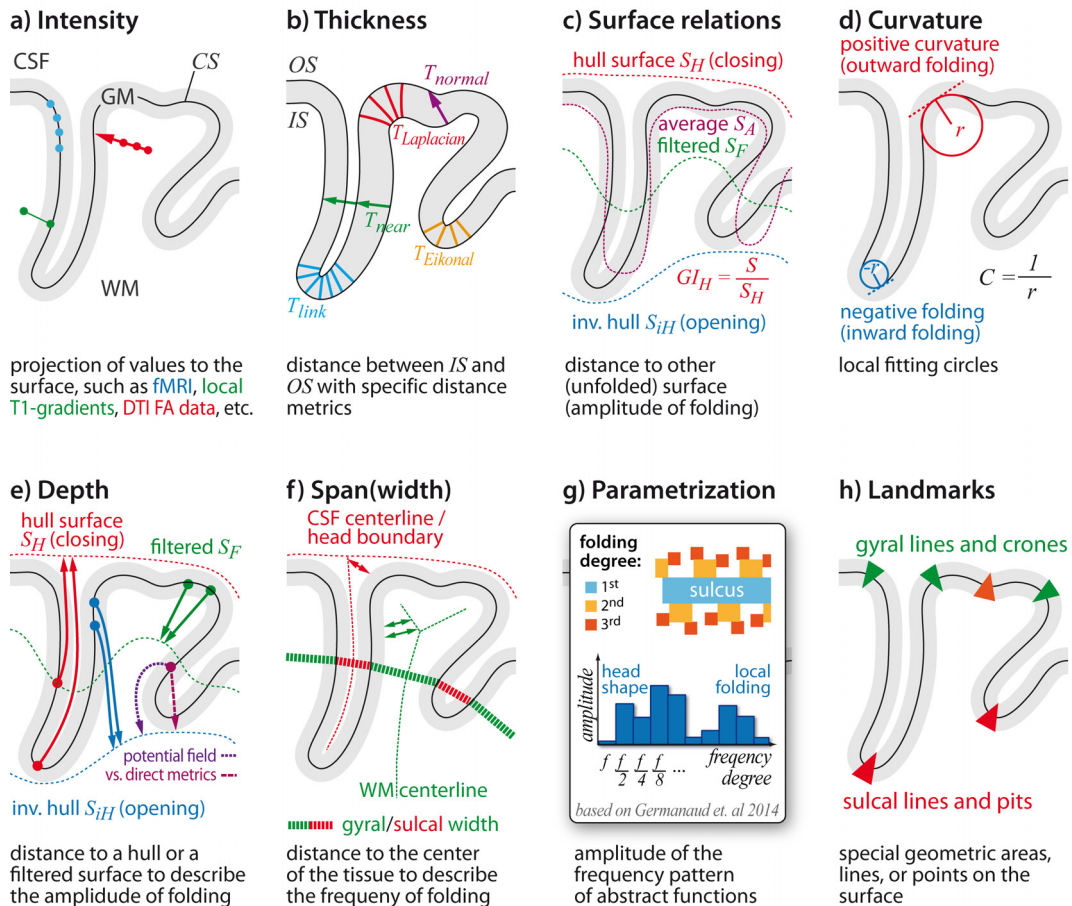 a) Intensity
CSF
CS
GM
WM
projection of values to the
surface, such as fMRI, local
T1-gradients, DTI FA data, etc.
b) Thickness
OS
IS
Tnormal
TLaplacian
Tnear
TEikonal
Tlink
distance between IS and
OS with specific distance
metrics
c) Surface relations
hull surface SH (closing)
average SA
filtered SF
GIH = S / SH
inv. hull SiH (opening)
distance to other
(unfolded) surface
(amplitude of folding)
d) Curvature
positive curvature
(outward folding)
r
-r
C = 1 / r
negative folding
(inward folding)
local fitting circles
e) Depth
hull surface
SH (closing)
filtered SF
potential field
vs. direct metrics
inv. hull SiH (opening)
distance to a hull or a
filtered surface to describe
the amplidude of folding
f) Span(width)
CSF centerline /
head boundary
WM centerline
gyral/sulcal width
distance to the center
of the tissue to describe
the frequeny of folding
g) Parametrization
folding
degree:
1st
2nd
3rd
sulcus
amplitude
head
shape
local
folding
f f/2 f/4 f/8 ...
freqency
degree
based on Germanaud et. al 2014
amplitude of the
frequency pattern
of abstract functions
h) Landmarks
gyral lines and crones
sulcal lines and pits
special geometric areas,
lines, or points on the
surface